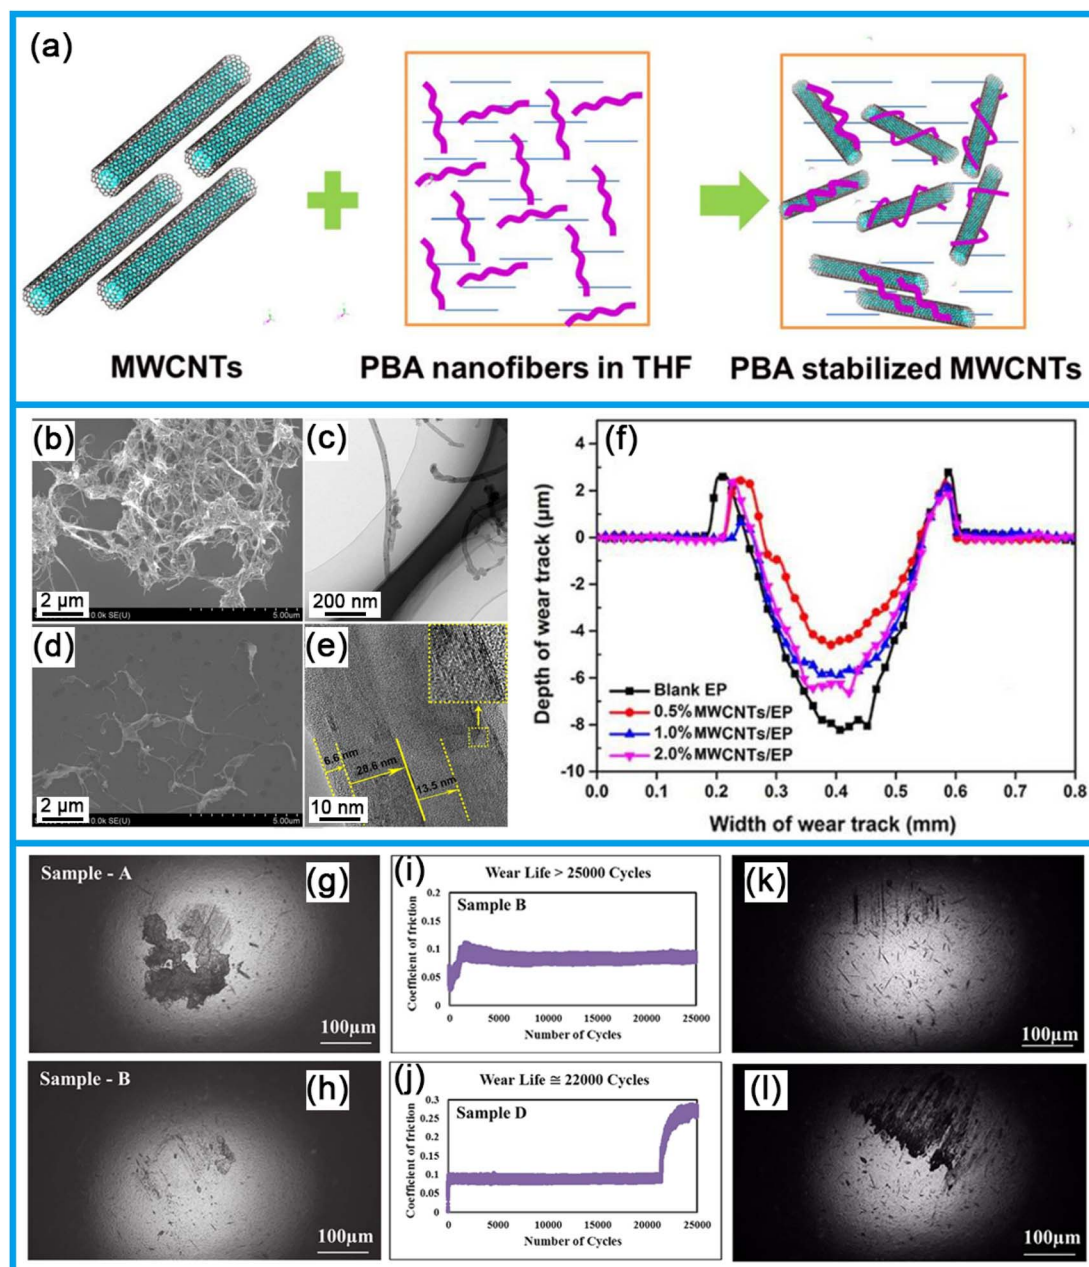 (a)
MWCNTs
PBA nanofibers in THF
PBA stabilized MWCNTs
(b)
2 μm
5.00um
(c)
200 nm
(d)
2 μm
5.00um
(e)
6.6 nm
28.6 nm
13.5 nm
10 nm
(f)
Depth of wear track (μm)
4
2
0
-2
-4
-6
-8
-10
Blank EP
0.5%MWCNTs/EP
1.0%MWCNTs/EP
2.0%MWCNTs/EP
0.0 0.1 0.2 0.3 0.4 0.5 0.6 0.7 0.8
Width of wear track (mm)
Sample - A
(g)
100μm
Sample - B
(h)
100μm
(i)
Wear Life > 25000 Cycles
Sample B
Coefficient of friction
0.2
0.15
0.1
0.05
0
0 5000 10000 15000 20000 25000
Number of Cycles
(j)
Wear Life ≅ 22000 Cycles
Sample D
Coefficient of friction
0.3
0.25
0.2
0.15
0.1
0.05
0
0 5000 10000 15000 20000 25000
Number of Cycles
(k)
100μm
(l)
100μm